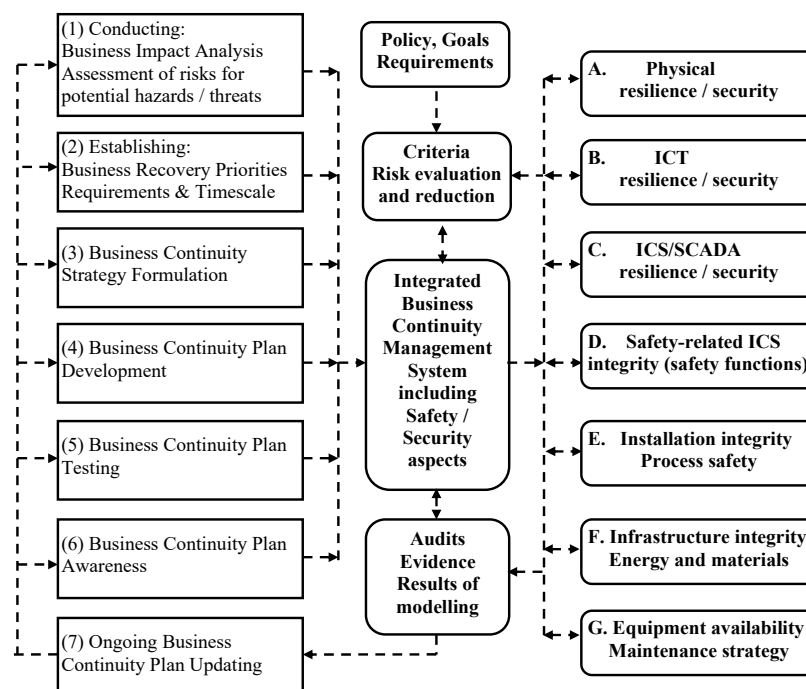 (1) Conducting:
Business Impact Analysis
Assessment of risks for
potential hazards / threats
(2) Establishing:
Business Recovery Priorities
Requirements & Timescale
(3) Business Continuity
Strategy Formulation
(4) Business Continuity Plan
Development
(5) Business Continuity Plan
Testing
(6) Business Continuity Plan
Awareness
(7) Ongoing Business
Continuity Plan Updating
Policy, Goals
Requirements
Criteria
Risk evaluation
and reduction
Integrated
Business
Continuity
Management
System
including
Safety /
Security
aspects
Audits
Evidence
Results of
modelling
A. Physical
resilience / security
B. ICT
resilience / security
C. ICS/SCADA
resilience / security
D. Safety-related ICS
integrity (safety functions)
E. Installation integrity
Process safety
F. Infrastructure integrity
Energy and materials
G. Equipment availability
Maintenance strategy